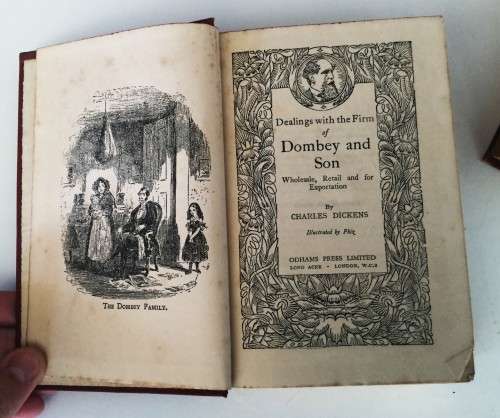 THE DOMBEY FAMILY.
Dealings with the Firm
of
Dombey and
Son
Wholesale, Retail and for
Exportation
By
CHARLES DICKENS
Illustrated by Phiz
ODHAMS PRESS LIMITED
LONG ACRE - LONDON, W.C.2